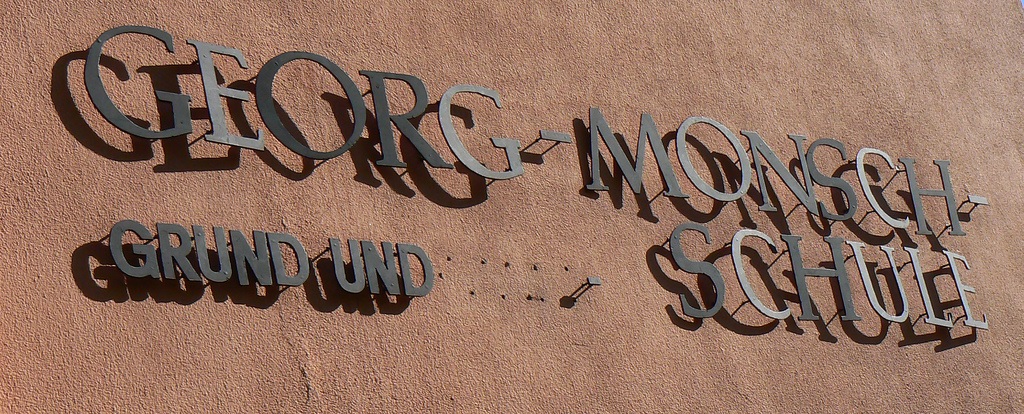 GEORG-MONSCH-
SCHULE
GRUND UND -